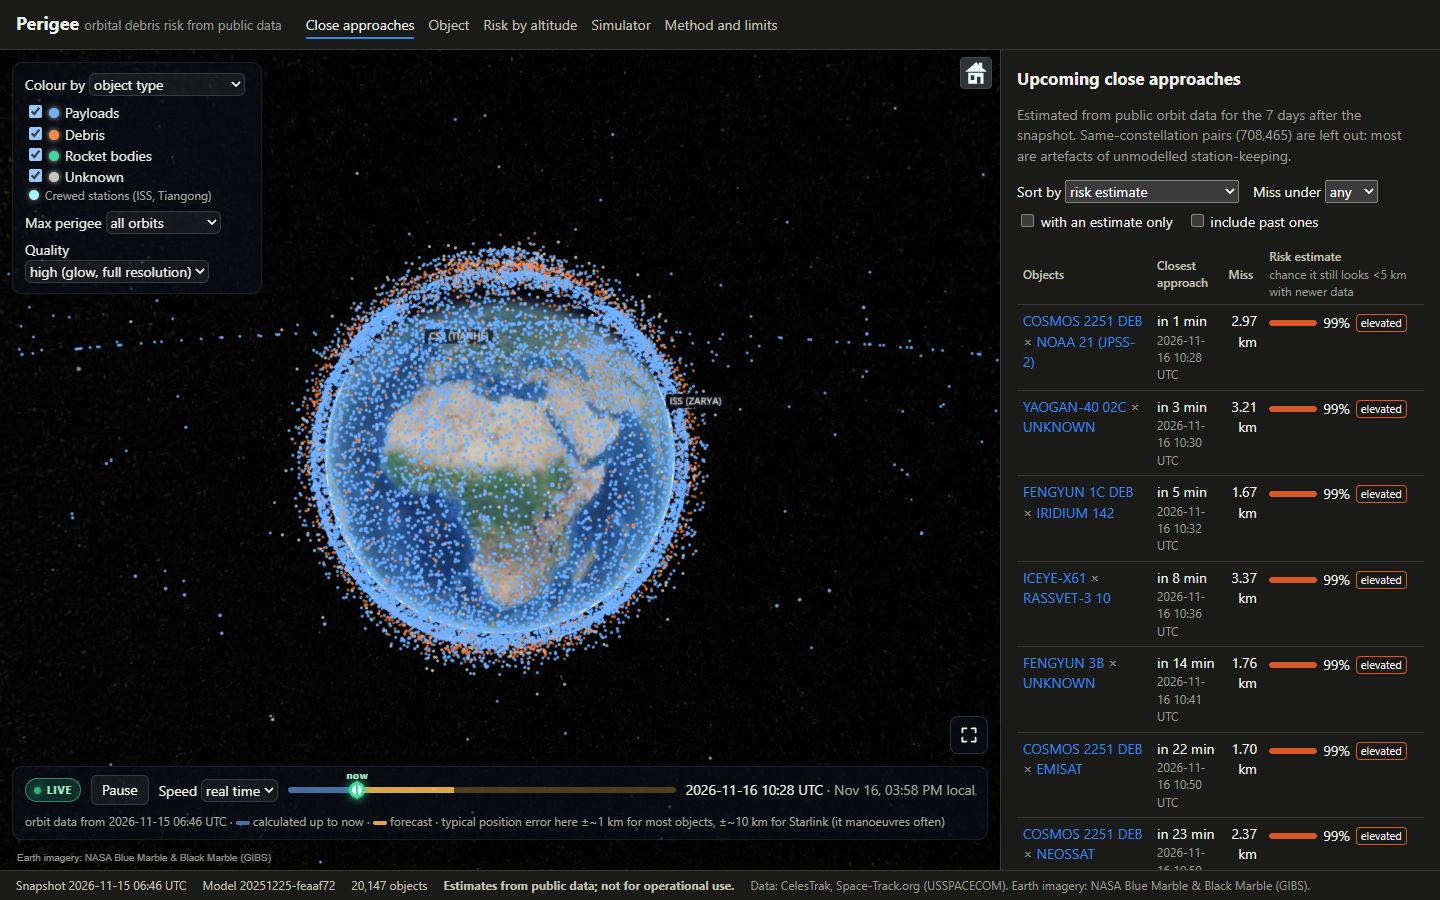 Perigee orbital debris risk from public data Close approaches Object Risk by altitude Simulator Method and limits
Colour by object type
Payloads
Debris
Rocket bodies
Unknown
Crewed stations (ISS, Tiangong)
Max perigee all orbits
Quality
high (glow, full resolution)
ISS (ZARYA)
now
LIVE Pause Speed real time 2026-11-16 10:28 UTC · Nov 16, 03:58 PM local
orbit data from 2026-11-15 06:46 UTC · calculated up to now · forecast · typical position error here ±~1 km for most objects, ±~10 km for Starlink (it manoeuvres often)
Earth imagery: NASA Blue Marble & Black Marble (GIBS)
Upcoming close approaches
Estimated from public orbit data for the 7 days after the
snapshot. Same-constellation pairs (708,465) are left out: most
are artefacts of unmodelled station-keeping.
Sort by risk estimate Miss under any
with an estimate only include past ones
Objects Closest approach Miss Risk estimate
chance it still looks <5 km
with newer data
COSMOS 2251 DEB in 1 min 2.97 99% elevated
× NOAA 21 (JPSS- 2026-11- km
2) 16 10:28
UTC
YAOGAN-40 02C × in 3 min 3.21 99% elevated
UNKNOWN 2026-11- km
16 10:30
UTC
FENGYUN 1C DEB in 5 min 1.67 99% elevated
× IRIDIUM 142 2026-11- km
16 10:32
UTC
ICEYE-X61 × in 8 min 3.37 99% elevated
RASSVET-3 10 2026-11- km
16 10:36
UTC
FENGYUN 3B × in 14 min 1.76 99% elevated
UNKNOWN 2026-11- km
16 10:41
UTC
COSMOS 2251 DEB in 22 min 1.70 99% elevated
× EMISAT 2026-11- km
16 10:50
UTC
COSMOS 2251 DEB in 23 min 2.37 99% elevated
× NEOSSAT 2026-11- km
Snapshot 2026-11-15 06:46 UTC Model 20251225-feaaf72 20,147 objects Estimates from public data; not for operational use. Data: CelesTrak, Space-Track.org (USSPACECOM). Earth imagery: NASA Blue Marble & Black Marble (GIBS).